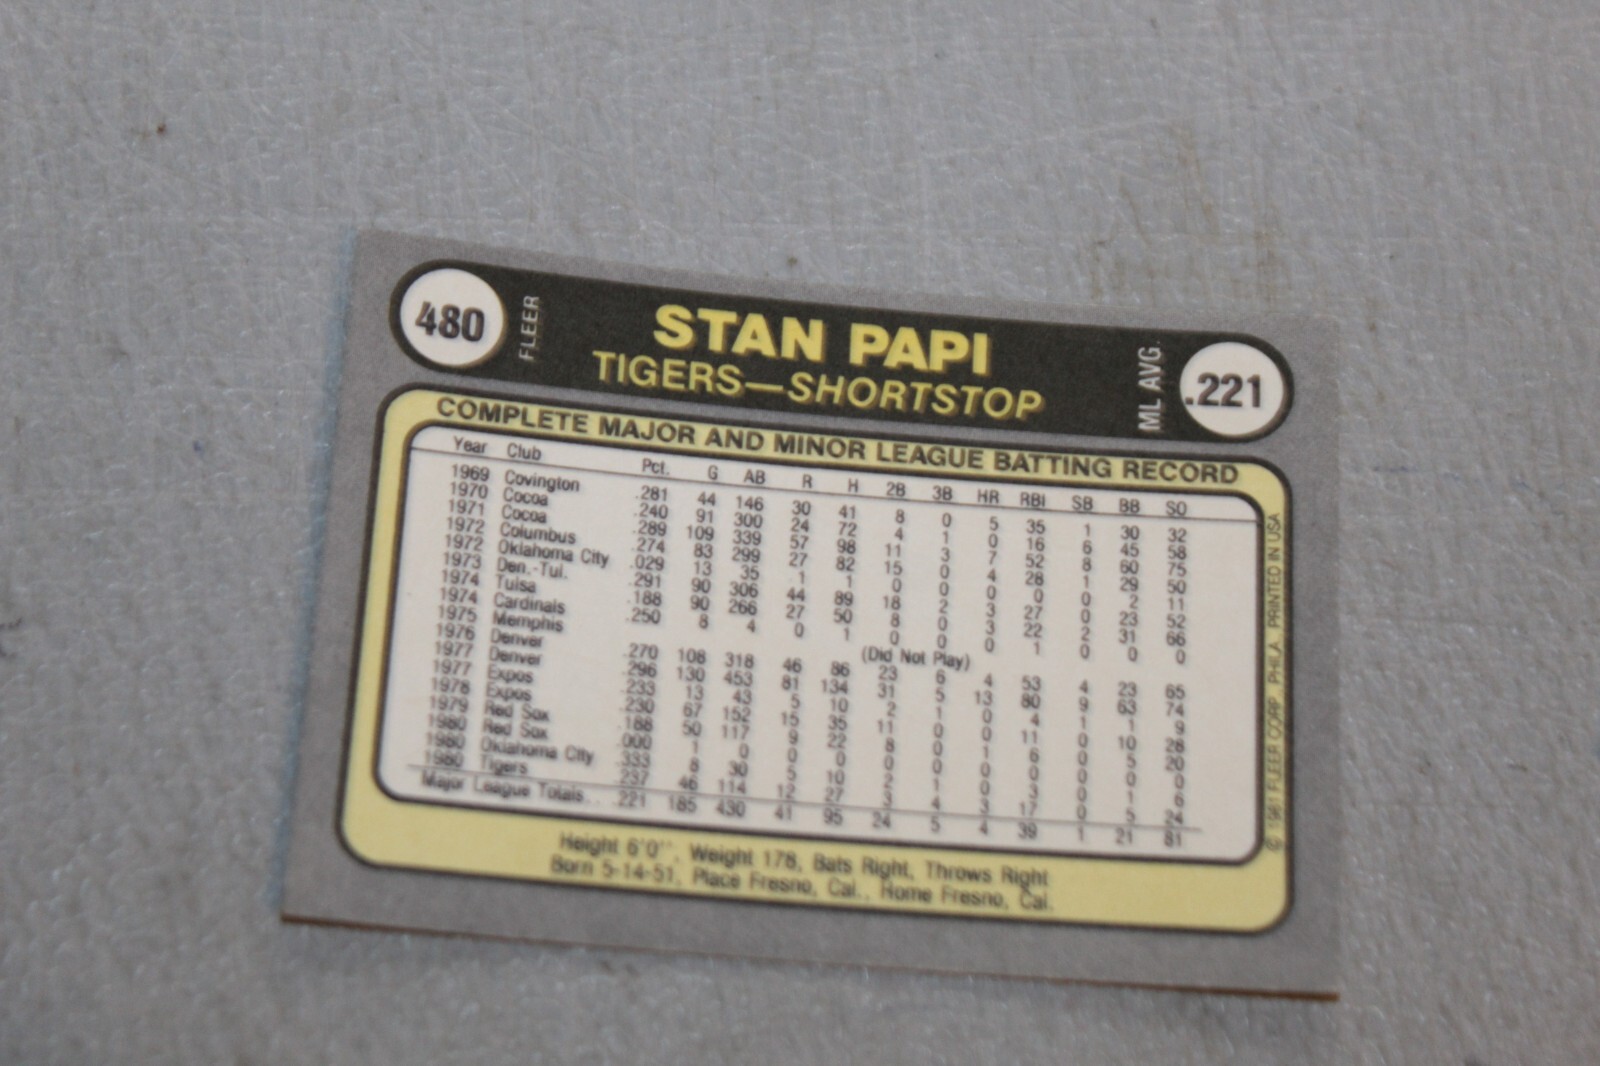 480
FLEER
STAN PAPI
TIGERS—SHORTSTOP
ML AVG.
.221
COMPLETE MAJOR AND MINOR LEAGUE BATTING RECORD
Year Club Pct. G AB R H 2B 3B HR RBI SB BB SO
1969 Covington .281 44 146 30 41 8 0 5 35 1 30 32
1970 Cocoa .240 91 300 24 72 4 1 0 16 6 45 58
1971 Cocoa .289 109 339 57 98 11 3 7 52 8 60 75
1972 Columbus .274 83 299 27 82 15 0 4 28 1 29 50
1972 Oklahoma City .029 13 35 1 1 0 0 0 0 0 2 11
1973 Den.-Tul. .291 90 306 44 89 18 2 3 27 0 23 52
1974 Tulsa .188 90 266 27 50 8 0 3 22 2 31 66
1974 Cardinals .250 8 4 0 1 0 0 0 1 0 0 0
1975 Memphis (Did Not Play)
1976 Denver .270 108 318 46 86 23 6 4 53 4 23 65
1977 Denver .296 130 453 81 134 31 5 13 80 9 63 74
1977 Expos .233 13 43 5 10 2 1 0 4 1 1 9
1978 Expos .230 67 152 15 35 11 0 0 11 0 10 28
1979 Red Sox .188 50 117 9 22 8 0 1 6 0 5 20
1980 Red Sox .000 1 0 0 0 0 0 0 0 0 0 0
1980 Oklahoma City .333 8 30 5 10 2 1 0 3 0 1 6
1980 Tigers .237 46 114 12 27 3 4 3 17 0 5 24
Major League Totals. . .221 185 430 41 95 24 5 4 39 1 21 81
Height 6'0'', Weight 178, Bats Right, Throws Right
Born 5-14-51, Place Fresno, Cal., Home Fresno, Cal.
© 1981 FLEER CORP., PHILA. PRINTED IN USA